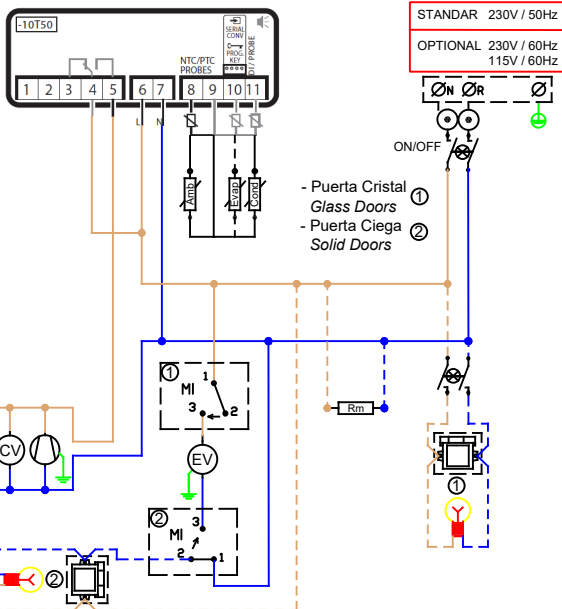 -10T50
SERIAL
CONV
PROG.
KEY
DI / PROBE
NTC/PTC
PROBES
1 2 3 4 5 6 7 8 9 10 11
L
STANDAR 230V / 50Hz
OPTIONAL 230V / 60Hz
115V / 60Hz
N R
ON/OFF
Amb
Evap
Cond
- Puerta Cristal 1
Glass Doors
- Puerta Ciega 2
Solid Doors
1
MI
1
3
2
Rm
CV
EV
1
2
MI
3
2
1
2